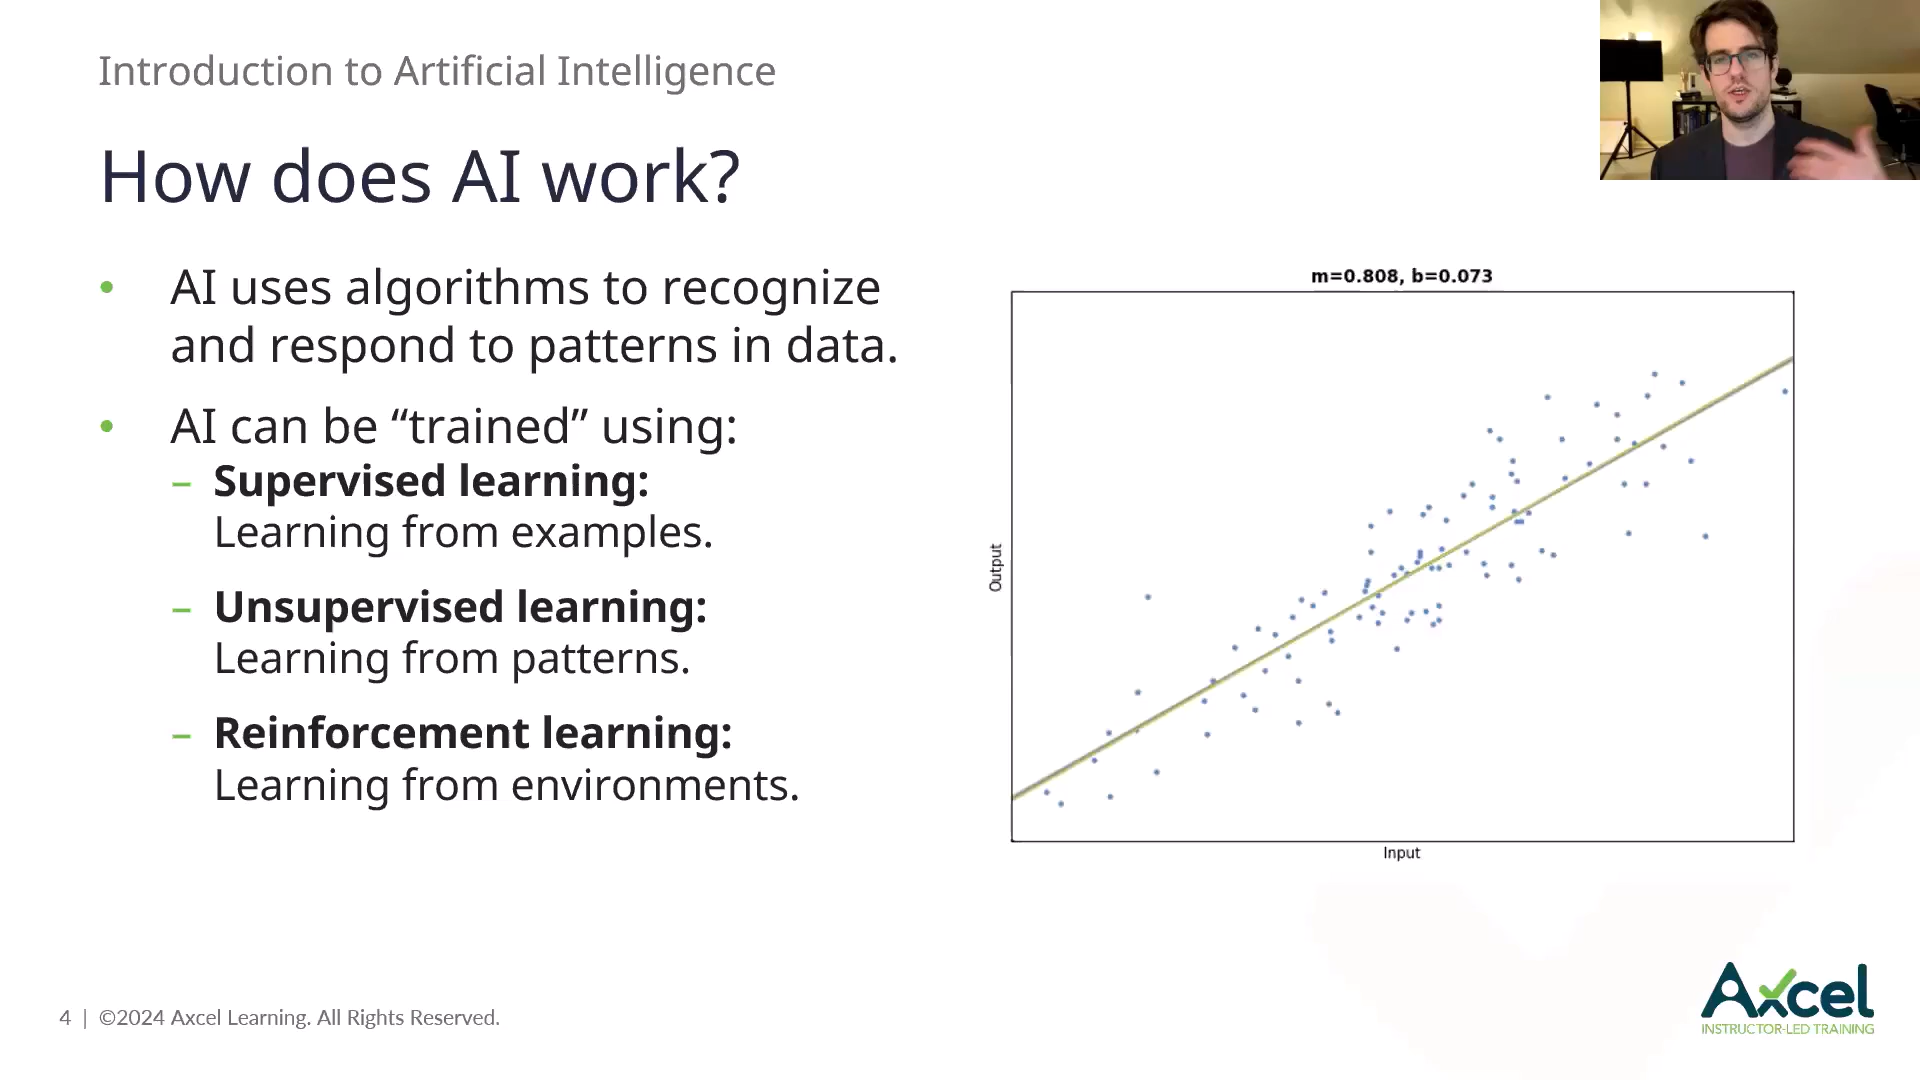 Introduction to Artificial Intelligence
How does AI work?
• AI uses algorithms to recognize
and respond to patterns in data.
• AI can be “trained” using:
– Supervised learning:
Learning from examples.
– Unsupervised learning:
Learning from patterns.
– Reinforcement learning:
Learning from environments.
m=0.808, b=0.073
Output
Input
4 | ©2024 Axcel Learning. All Rights Reserved.
Axcel
INSTRUCTOR-LED TRAINING